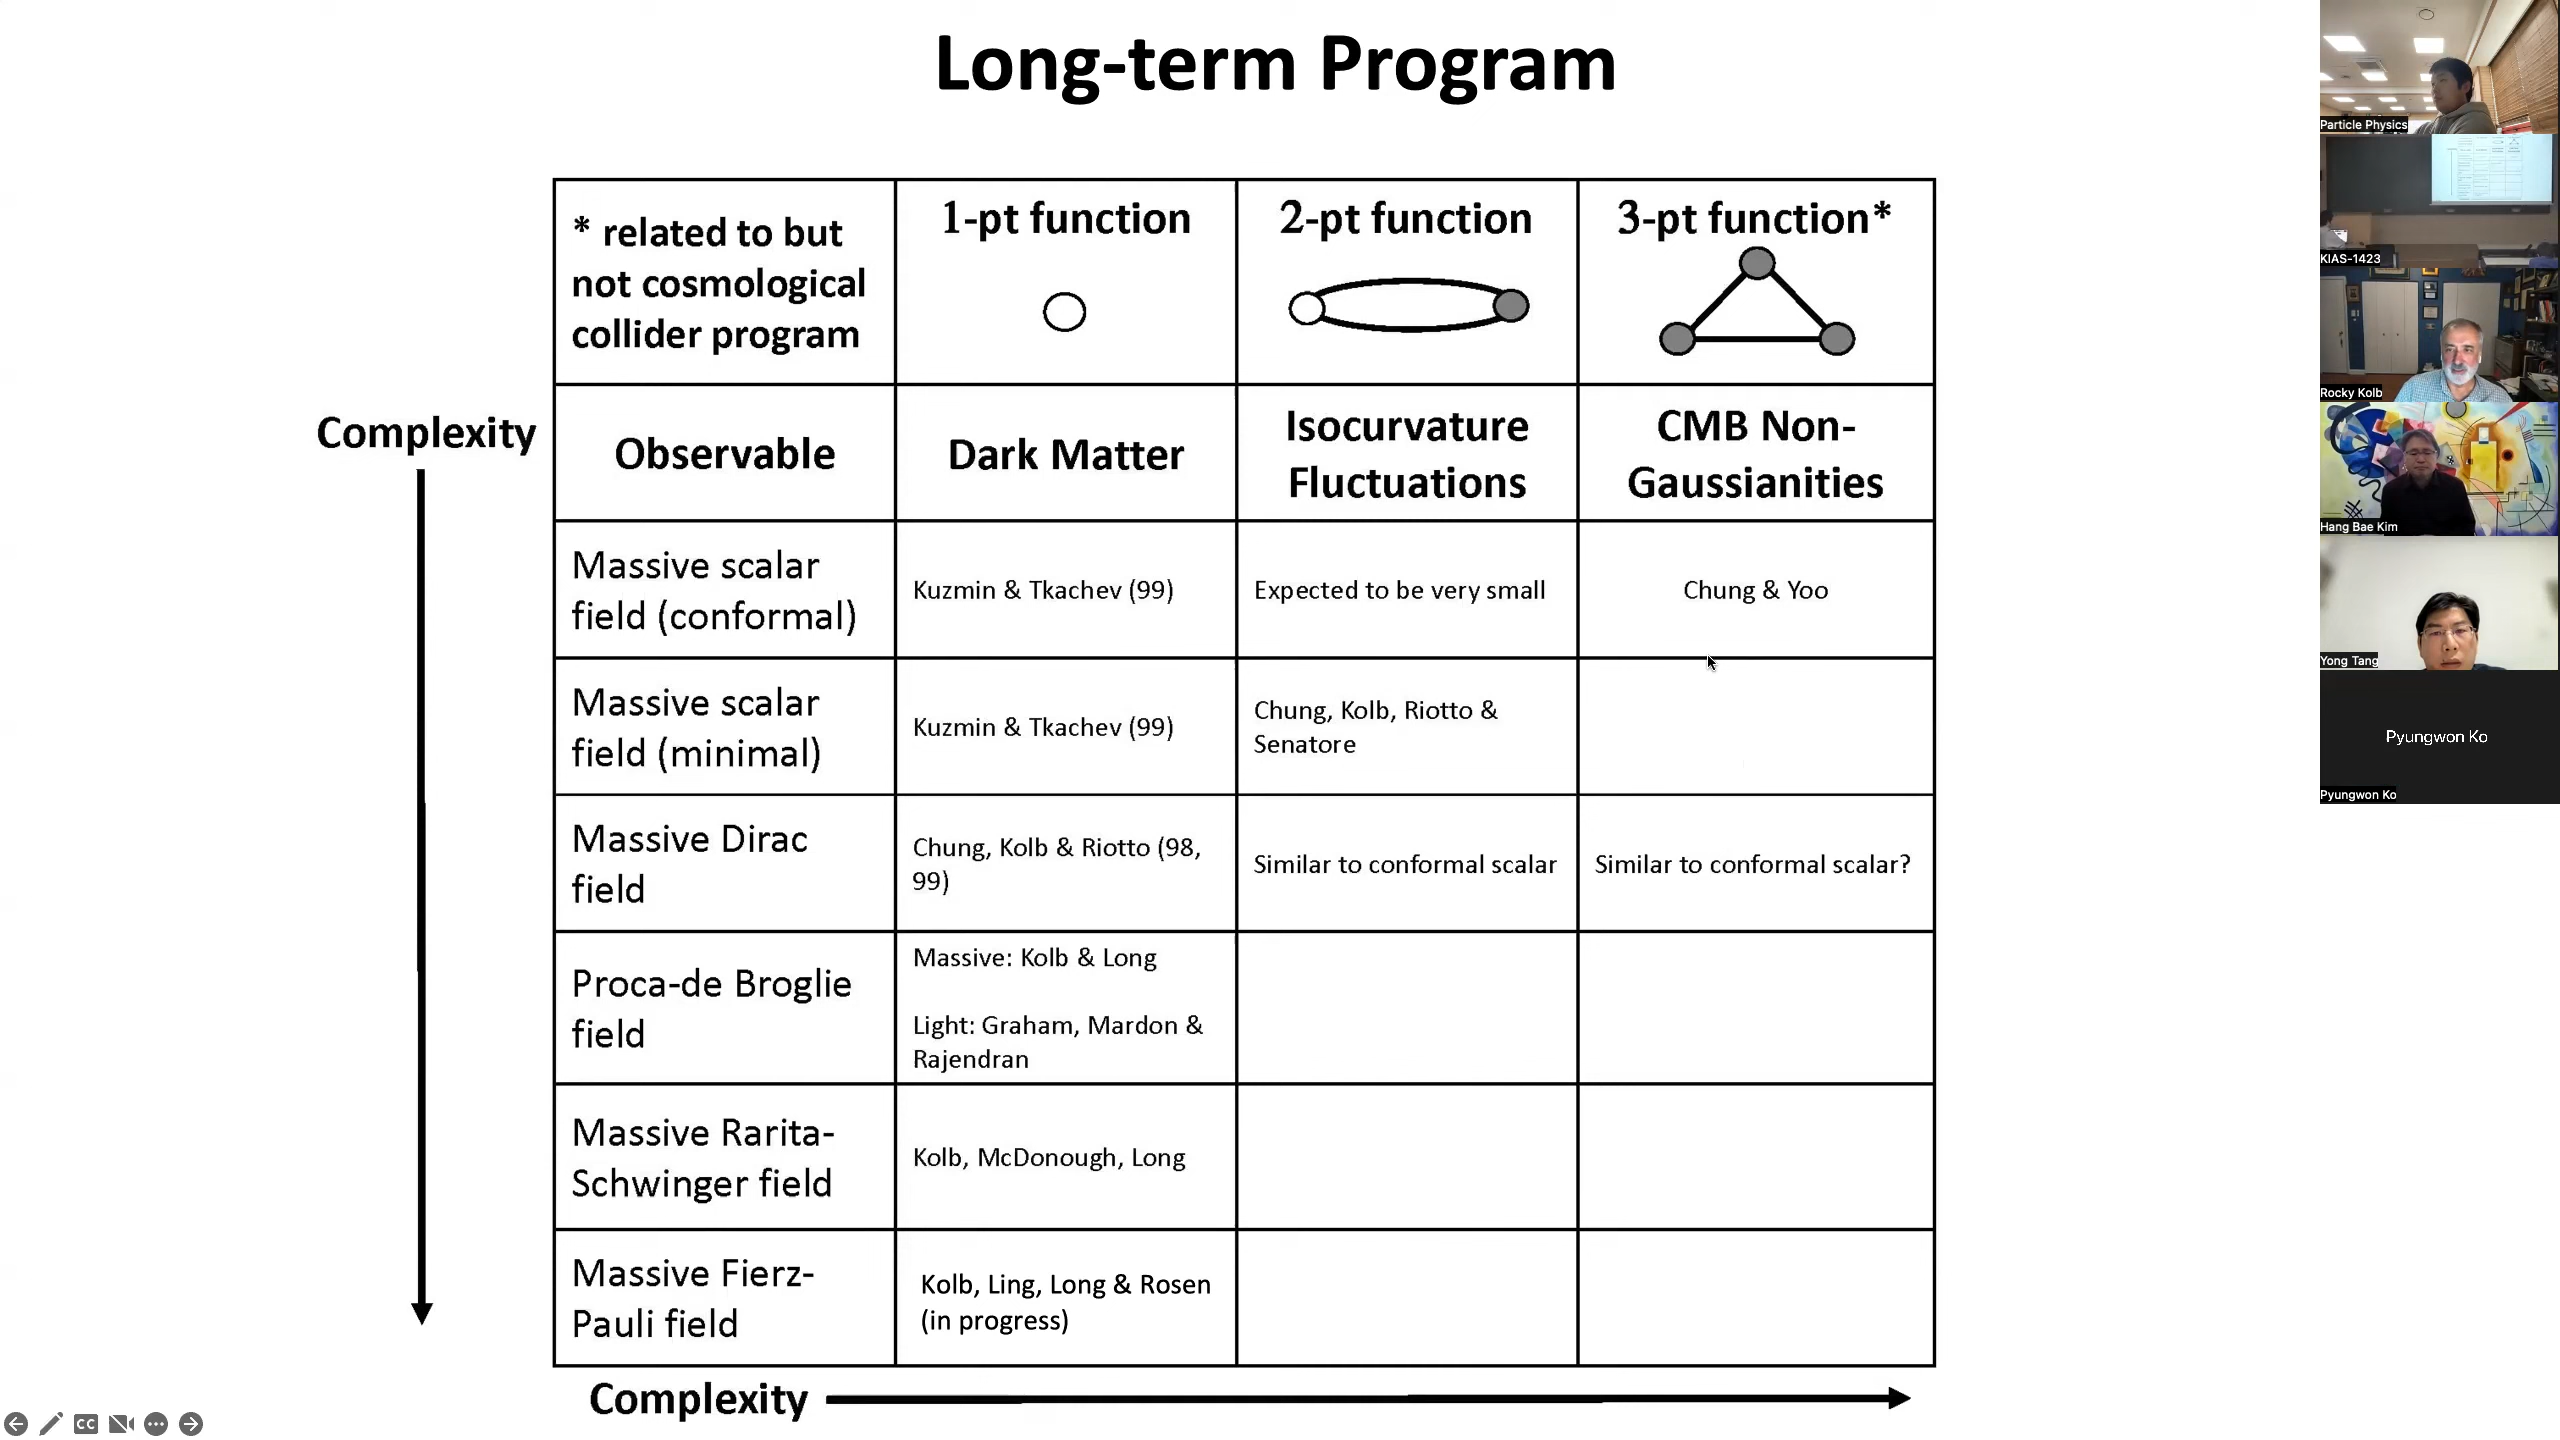 Long-term Program
* related to but
not cosmological
collider program
1-pt function
2-pt function
3-pt function*
Complexity
Observable
Dark Matter
Isocurvature
Fluctuations
CMB Non-
Gaussianities
Massive scalar
field (conformal)
Kuzmin & Tkachev (99)
Expected to be very small
Chung & Yoo
Massive scalar
field (minimal)
Kuzmin & Tkachev (99)
Chung, Kolb, Riotto &
Senatore
Massive Dirac
field
Chung, Kolb & Riotto (98,
99)
Similar to conformal scalar
Similar to conformal scalar?
Proca-de Broglie
field
Massive: Kolb & Long
Light: Graham, Mardon &
Rajendran
Massive Rarita-
Schwinger field
Kolb, McDonough, Long
Massive Fierz-
Pauli field
Kolb, Ling, Long & Rosen
(in progress)
Complexity
CC
Particle Physics
KIAS-1423
Rocky Kolb
Hang Bae Kim
Yong Tang
Pyungwon Ko
Pyungwon Ko